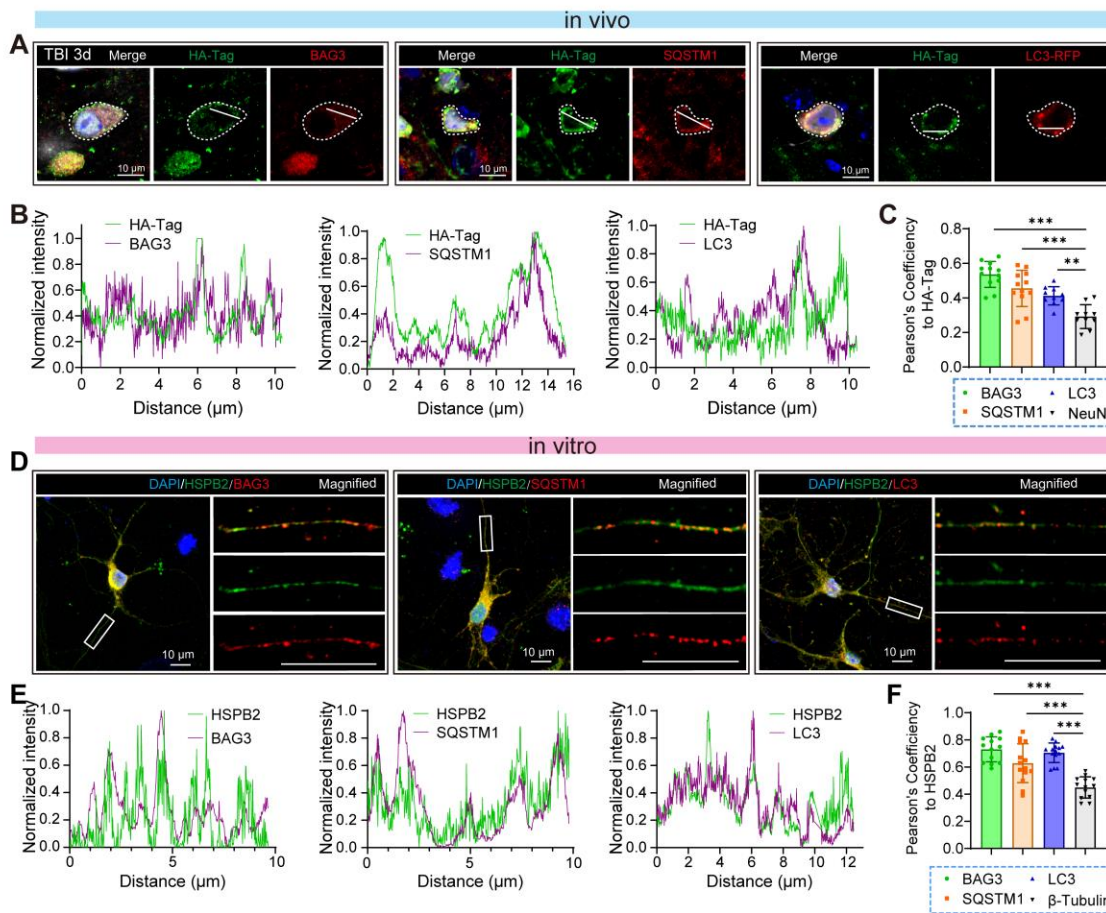 in vivo
A
TBI 3d Merge HA-Tag BAG3
Merge HA-Tag SQSTM1
Merge HA-Tag LC3-RFP
10 µm
10 µm
10 µm
B
Normalized intensity
HA-Tag
BAG3
1.0
0.8
0.6
0.4
0.2
0.0
0 2 4 6 8 10
Distance (µm)
Normalized intensity
HA-Tag
SQSTM1
1.0
0.8
0.6
0.4
0.2
0.0
0 2 4 6 8 10 12 14 16
Distance (µm)
Normalized intensity
HA-Tag
LC3
1.0
0.8
0.6
0.4
0.2
0.0
0 2 4 6 8 10
Distance (µm)
C
Pearson's Coefficiency
to HA-Tag
0.8
0.6
0.4
0.2
0.0
***
***
**
BAG3 LC3
SQSTM1 NeuN
in vitro
D
DAPI/HSPB2/BAG3 Magnified
DAPI/HSPB2/SQSTM1 Magnified
DAPI/HSPB2/LC3 Magnified
10 µm
10 µm
10 µm
E
Normalized intensity
HSPB2
BAG3
1.0
0.8
0.6
0.4
0.2
0.0
0 5 10
Distance (µm)
Normalized intensity
HSPB2
SQSTM1
1.0
0.8
0.6
0.4
0.2
0.0
0 5 10
Distance (µm)
Normalized intensity
HSPB2
LC3
1.0
0.8
0.6
0.4
0.2
0.0
0 2 4 6 8 10 12
Distance (µm)
F
Pearson's Coefficiency
to HSPB2
1.0
0.8
0.6
0.4
0.2
0.0
***
***
***
BAG3 LC3
SQSTM1 β-Tubulin